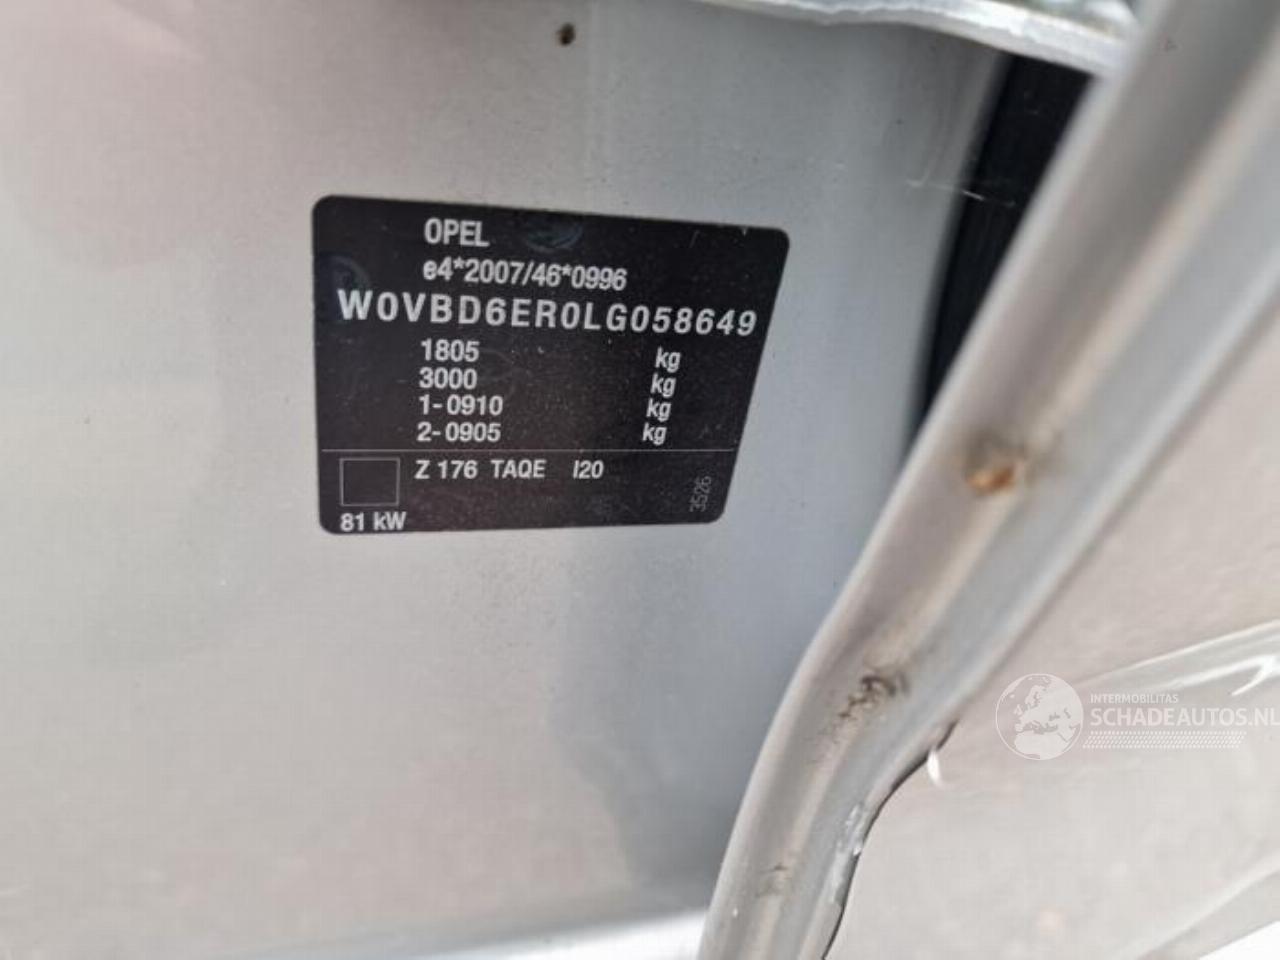 OPEL
e4*2007/46*0996
W0VBD6ER0LG058649
1805 kg
3000 kg
1-0910 kg
2-0905 kg
Z 176 TAQE I20
3526
81 kW
INTERMOBILITAS
SCHADEAUTOS.NL